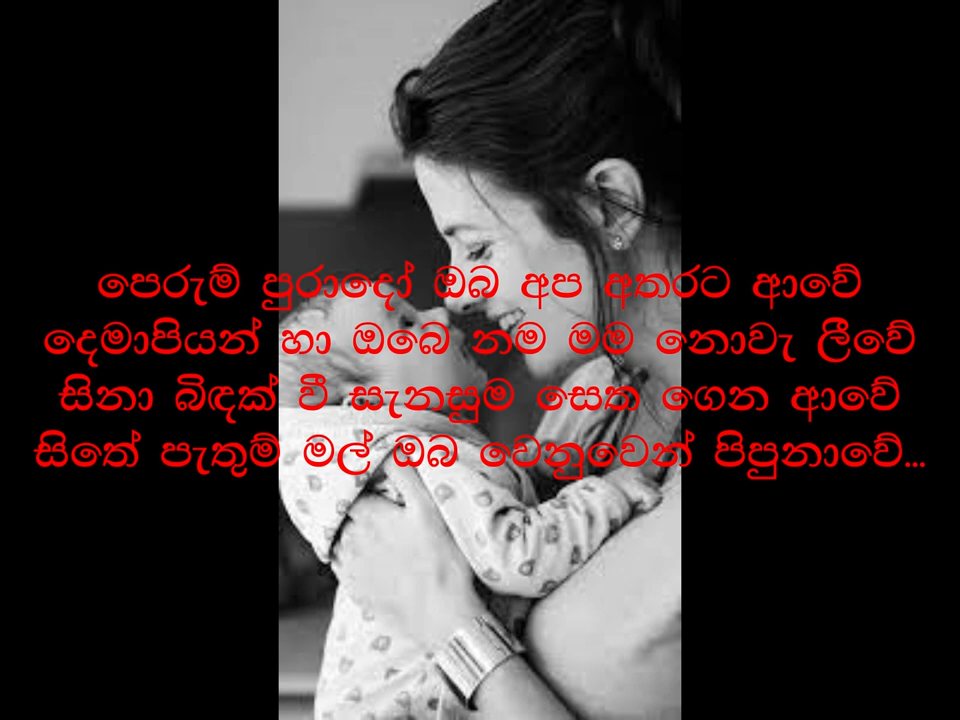 පෙරුම් පුරාදෝ ඔබ අප අතරට ආවේ
දෙමාපියන් හා ඔබෙ නම මම නොවැ ලීවේ
සිනා බිඳක් වී සැනසුම සෙත ගෙන ආවේ
සිතේ පැතුම් මල් ඔබ වෙනුවෙන් පිපුනාවේ...